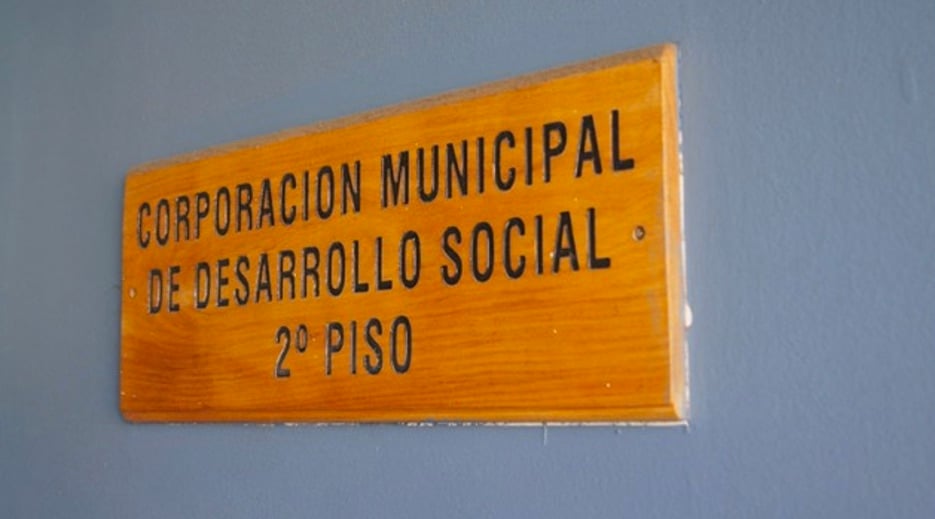 CORPORACION MUNICIPAL
DE DESARROLLO SOCIAL
2º PISO